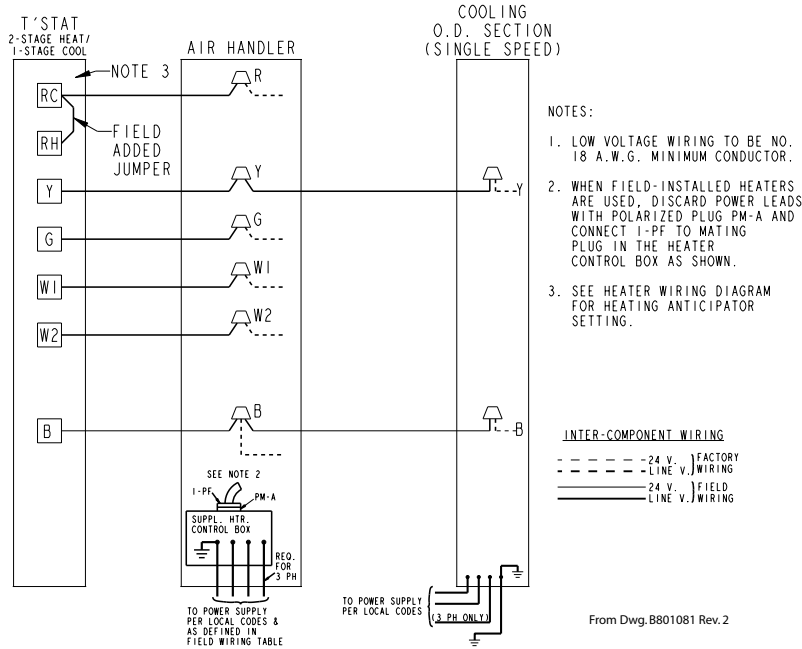 T'STAT
2-STAGE HEAT/
1-STAGE COOL
AIR HANDLER
COOLING
O.D. SECTION
(SINGLE SPEED)
NOTE 3
R
RC
FIELD
ADDED
JUMPER
RH
Y
Y
Y
G
G
W1
W1
W2
W2
B
B
B
SEE NOTE 2
1-PF
PM-A
SUPPL. HTR.
CONTROL BOX
REQ.
FOR
3 PH
TO POWER SUPPLY
PER LOCAL CODES &
AS DEFINED IN
FIELD WIRING TABLE
TO POWER SUPPLY
PER LOCAL CODES
(3 PH ONLY)
NOTES:
1. LOW VOLTAGE WIRING TO BE NO.
18 A.W.G. MINIMUM CONDUCTOR.
2. WHEN FIELD-INSTALLED HEATERS
ARE USED, DISCARD POWER LEADS
WITH POLARIZED PLUG PM-A AND
CONNECT 1-PF TO MATING
PLUG IN THE HEATER
CONTROL BOX AS SHOWN.
3. SEE HEATER WIRING DIAGRAM
FOR HEATING ANTICIPATOR
SETTING.
INTER-COMPONENT WIRING
24 V. FACTORY
LINE V. WIRING
24 V. FIELD
LINE V. WIRING
From Dwg. B801081 Rev. 2